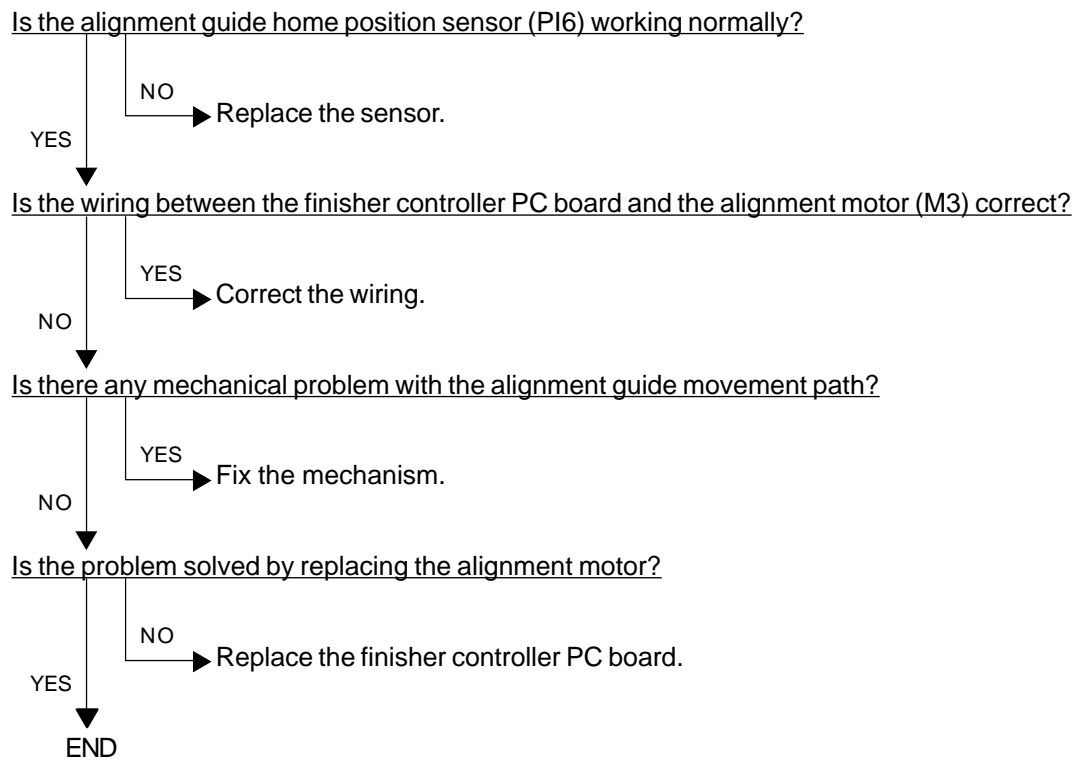 Is the alignment guide home position sensor (PI6) working normally?
NO
Replace the sensor.
YES
Is the wiring between the finisher controller PC board and the alignment motor (M3) correct?
YES
Correct the wiring.
NO
Is there any mechanical problem with the alignment guide movement path?
YES
Fix the mechanism.
NO
Is the problem solved by replacing the alignment motor?
NO
Replace the finisher controller PC board.
YES
END